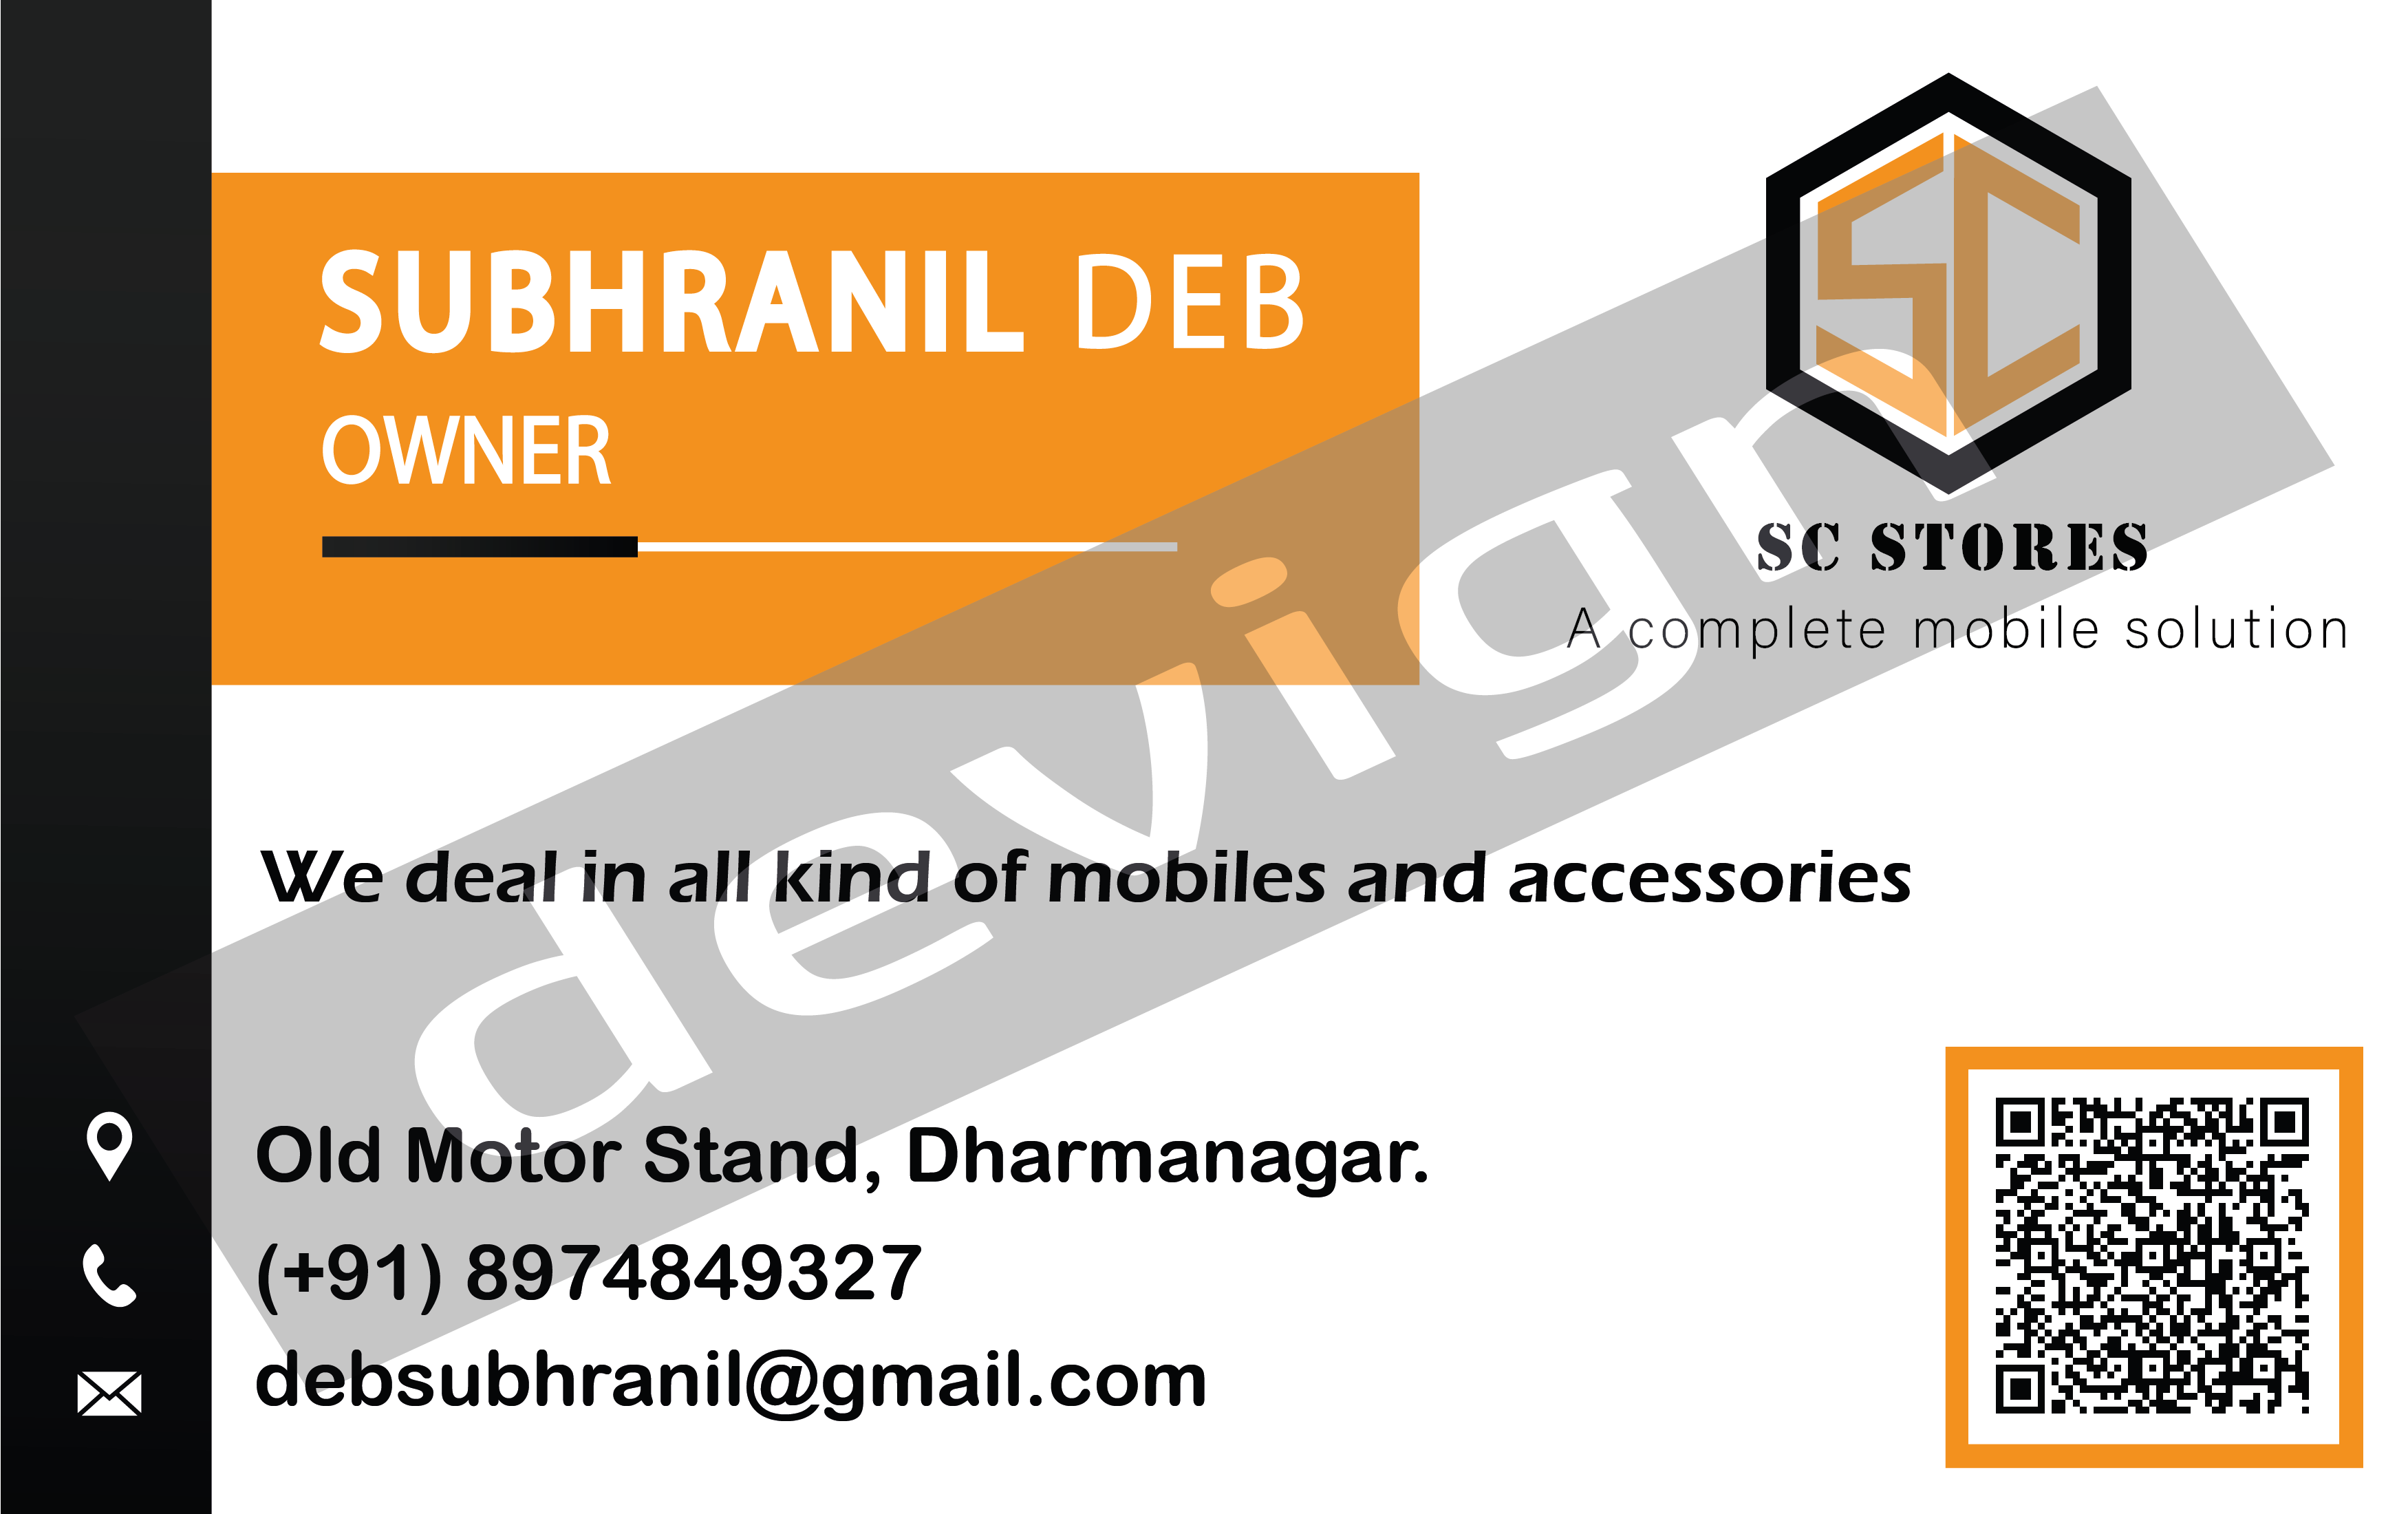 SUBHRANIL DEB
OWNER
SC
SC STORES
A complete mobile solution
devign
We deal in all kind of mobiles and accessories
Old Motor Stand, Dharmanagar.
(+91) 8974849327
debsubhranil@gmail.com